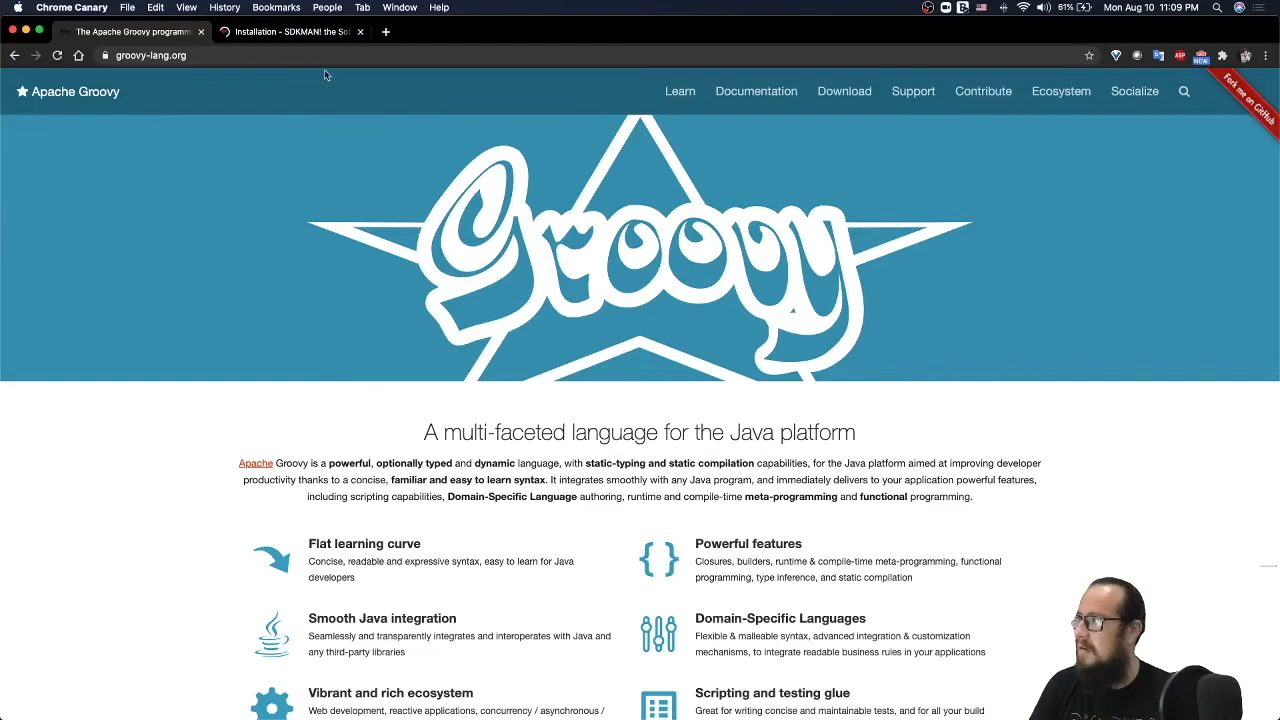 Chrome Canary File Edit View History Bookmarks People Tab Window Help 61% Mon Aug 10 11:09 PM
The Apache Groovy programm Installation - SDKMAN! the Sof
groovy-lang.org ABP NEW
Apache Groovy Learn Documentation Download Support Contribute Ecosystem Socialize
Fork me on GitHub
Groovy
A multi-faceted language for the Java platform
Apache Groovy is a powerful, optionally typed and dynamic language, with static-typing and static compilation capabilities, for the Java platform aimed at improving developer
productivity thanks to a concise, familiar and easy to learn syntax. It integrates smoothly with any Java program, and immediately delivers to your application powerful features,
including scripting capabilities, Domain-Specific Language authoring, runtime and compile-time meta-programming and functional programming.
Flat learning curve
Concise, readable and expressive syntax, easy to learn for Java
developers
Powerful features
Closures, builders, runtime & compile-time meta-programming, functional
programming, type inference, and static compilation
Smooth Java integration
Seamlessly and transparently integrates and interoperates with Java and
any third-party libraries
Domain-Specific Languages
Flexible & malleable syntax, advanced integration & customization
mechanisms, to integrate readable business rules in your applications
Vibrant and rich ecosystem
Web development, reactive applications, concurrency / asynchronous /
Scripting and testing glue
Great for writing concise and maintainable tests, and for all your build